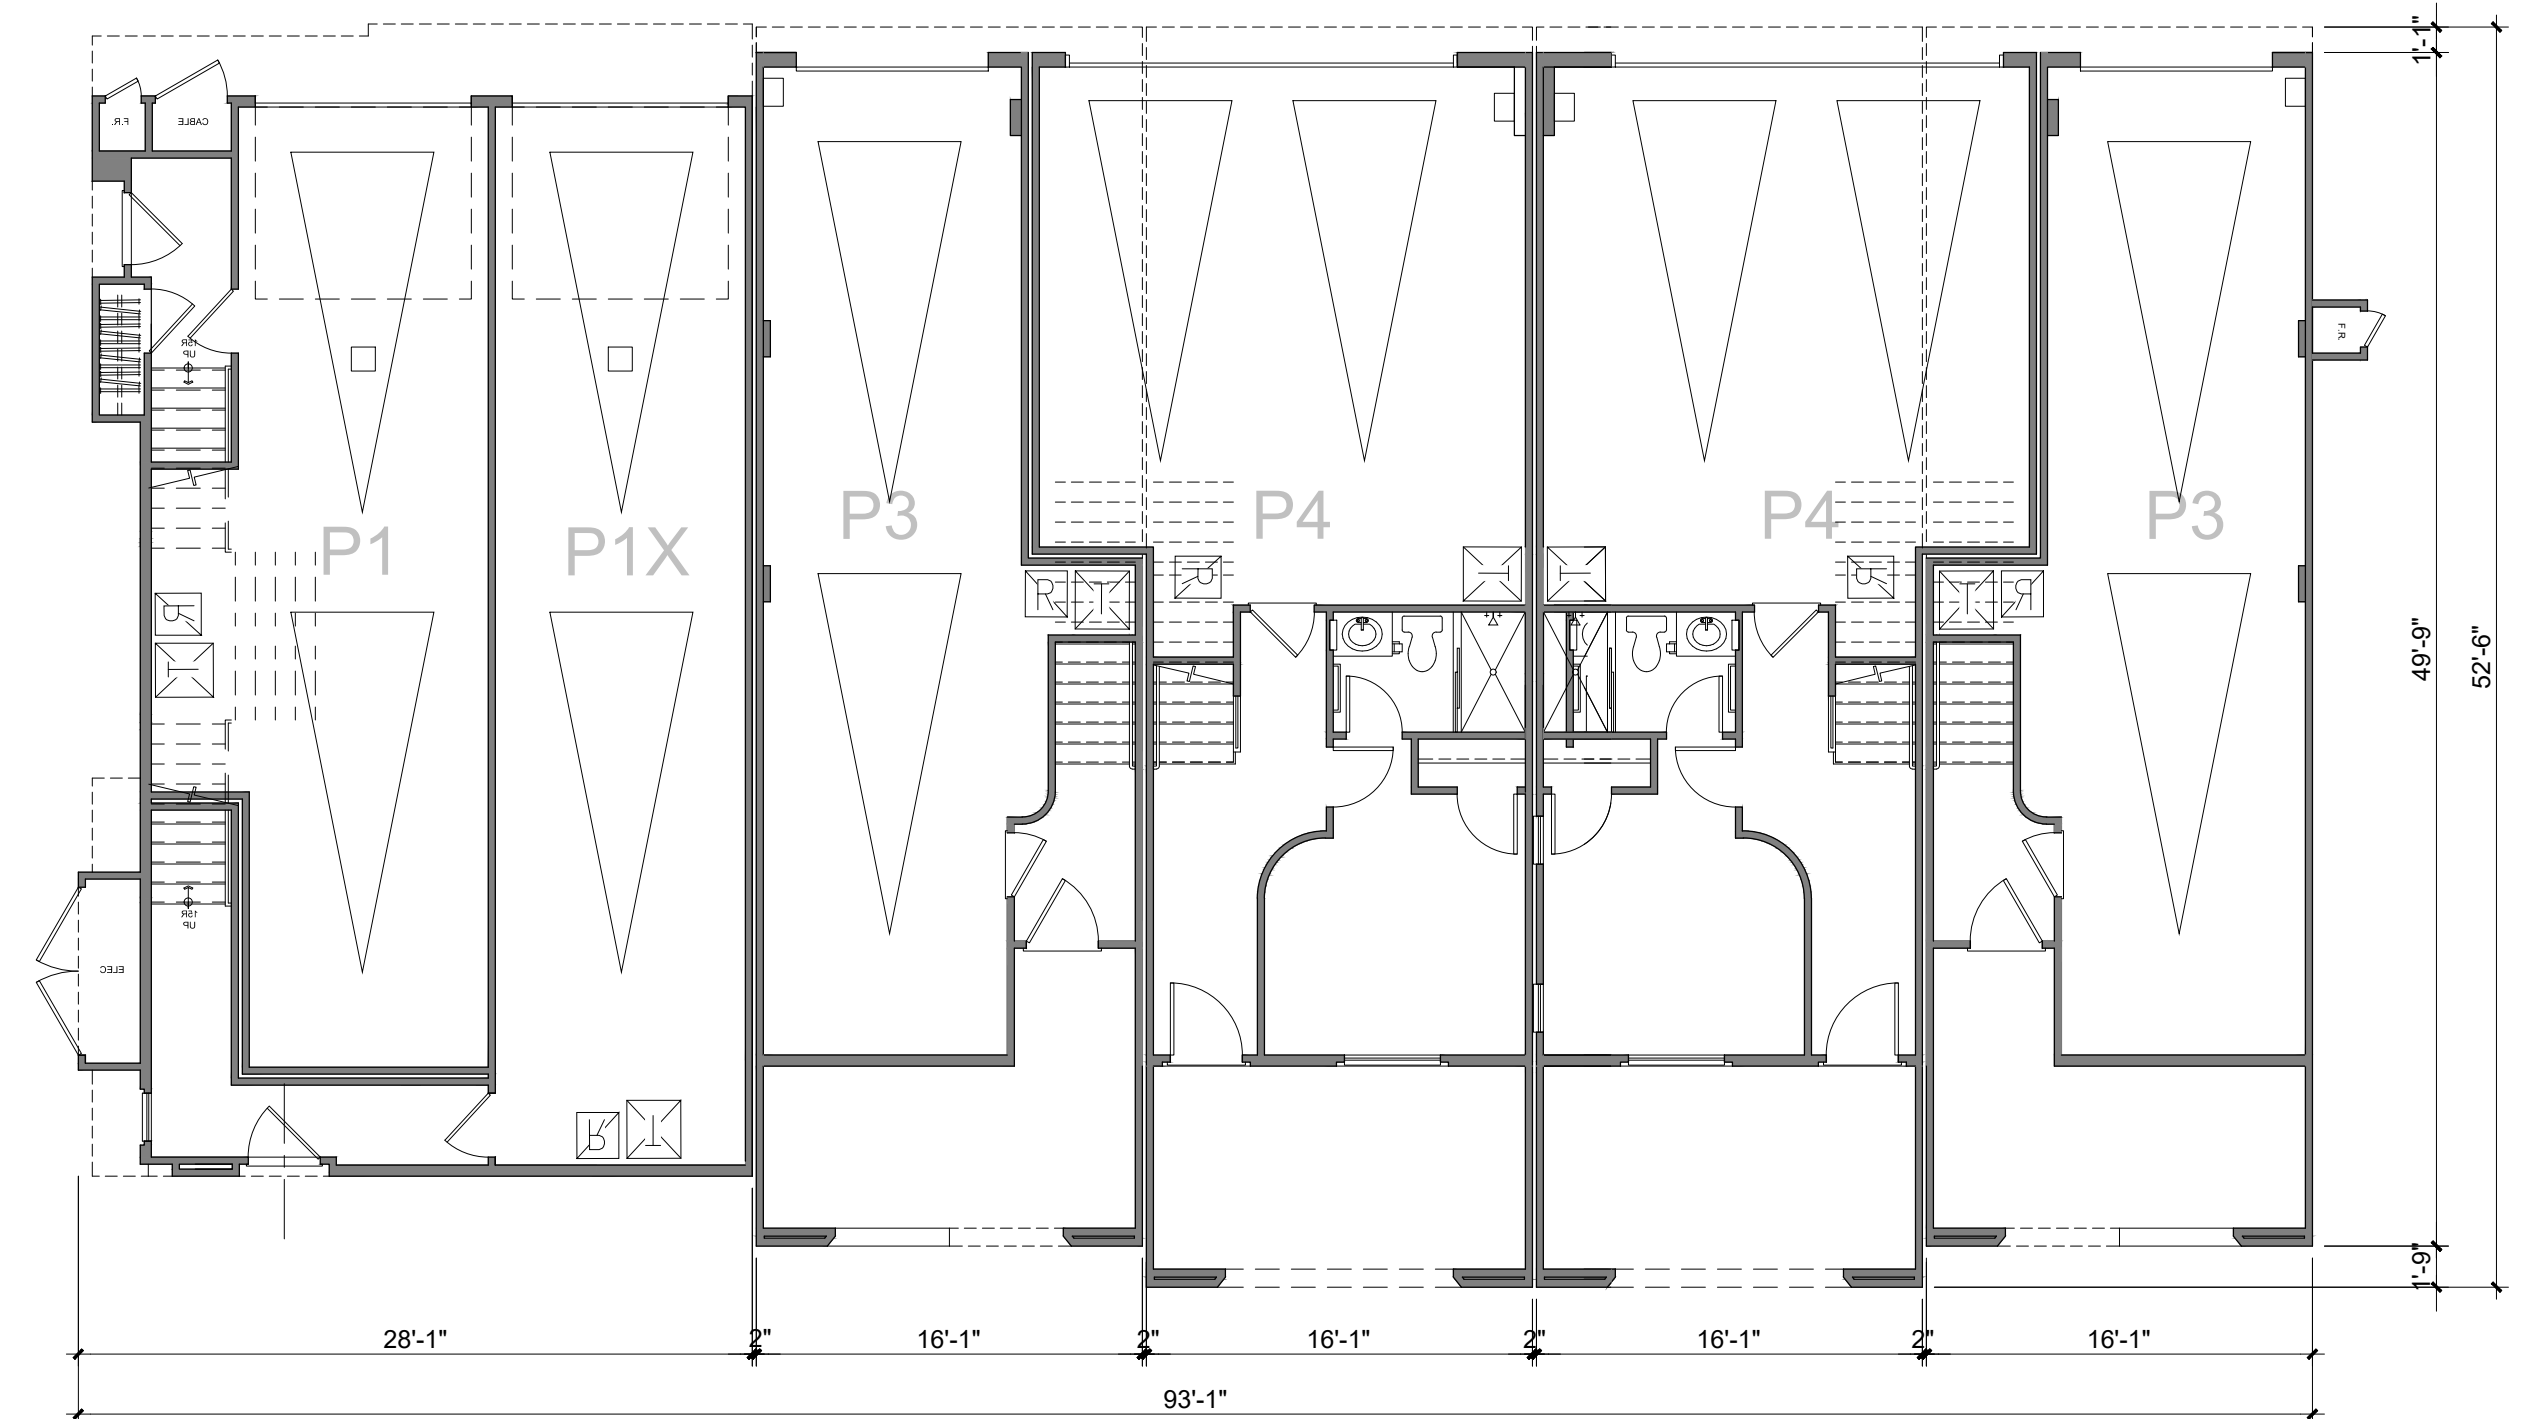 1'-1"
F.R.
CABLE
F.R.
15R
UP
P3
P4
P4
P3
P1
P1X
R
T
R
T
T
R
T
R
R
T
49'-9"
52'-6"
15R
UP
ELEC
R
T
1'-9"
28'-1"
2"
16'-1"
2"
16'-1"
2"
16'-1"
2"
16'-1"
93'-1"